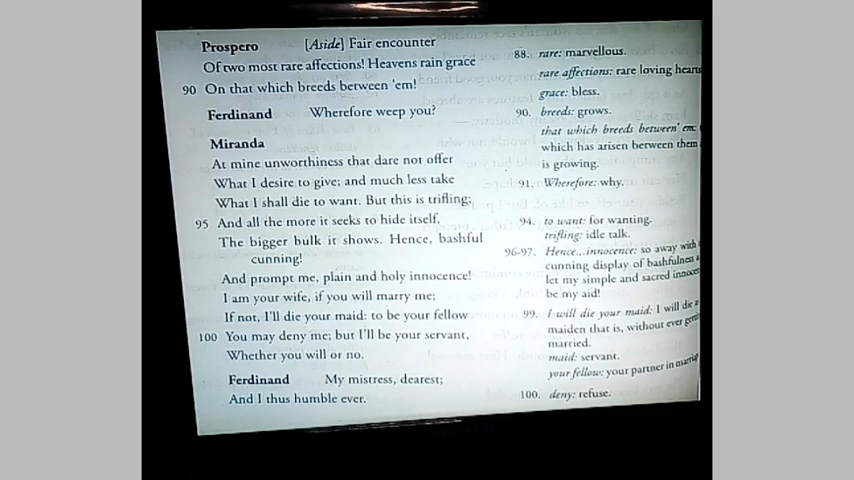 Prospero [Aside] Fair encounter
Of two most rare affections! Heavens rain grace
90 On that which breeds between 'em!
Ferdinand Wherefore weep you?
Miranda
At mine unworthiness that dare not offer
What I desire to give; and much less take
What I shall die to want. But this is trifling;
95 And all the more it seeks to hide itself,
The bigger bulk it shows. Hence, bashful
cunning!
And prompt me, plain and holy innocence!
I am your wife, if you will marry me;
If not, I'll die your maid: to be your fellow
100 You may deny me; but I'll be your servant,
Whether you will or no.
Ferdinand My mistress, dearest;
And I thus humble ever.
88. rare: marvellous.
rare affections: rare loving hearts
grace: bless.
90. breeds: grows.
that which breeds between' em:
which has arisen between them
is growing.
91. Wherefore: why.
94. to want: for wanting.
trifling: idle talk.
96-97. Hence...innocence: so away with
cunning display of bashfulness
let my simple and sacred
be my aid!
99. I will die your maid: I will die
maiden that is, without ever
married.
maid: servant.
your fellow: your partner in
100. deny: refuse.